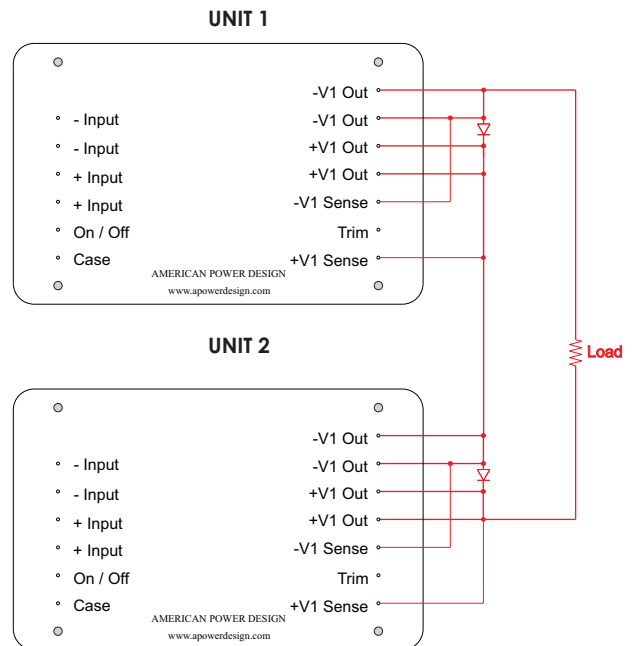 UNIT 1
-V1 Out
- Input
-V1 Out
- Input
+V1 Out
+ Input
+V1 Out
+ Input
-V1 Sense
On / Off
Trim
Case
+V1 Sense
AMERICAN POWER DESIGN
www.apowerdesign.com
Load
UNIT 2
-V1 Out
- Input
-V1 Out
- Input
+V1 Out
+ Input
+V1 Out
+ Input
-V1 Sense
On / Off
Trim
Case
+V1 Sense
AMERICAN POWER DESIGN
www.apowerdesign.com